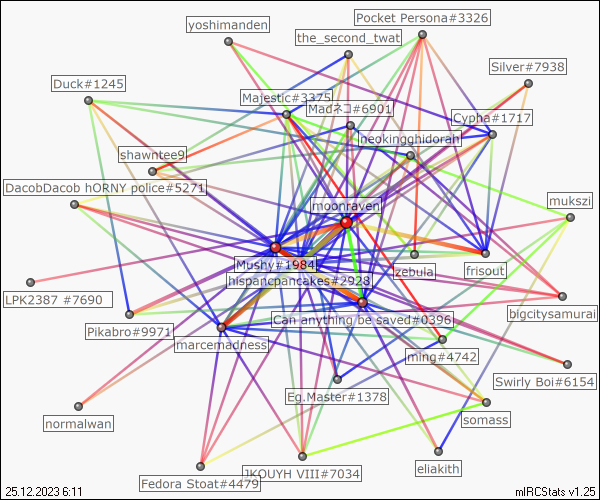 Pocket Persona#3326
yoshimanden
the_second_twat
Silver#7938
Duck#1245
Majestic#3375
Madネコ#6901
Cypha#1717
neokingghidorah
shawntee9
DacobDacob hORNY police#5271
mukszi
moonraven
Mushy#1984
frisout
zebula
hispancpancakes#2928
LPK2387 #7690
bigcitysamurai
Can anything be saved#0396
Pikabro#9971
marcemadness
ming#4742
Swirly Boi#6154
Eg.Master#1378
normalwan
somass
eliakith
JKOUYH VIII#7034
Fedora Stoat#4479
25.12.2023 6:11
mIRCStats v1.25